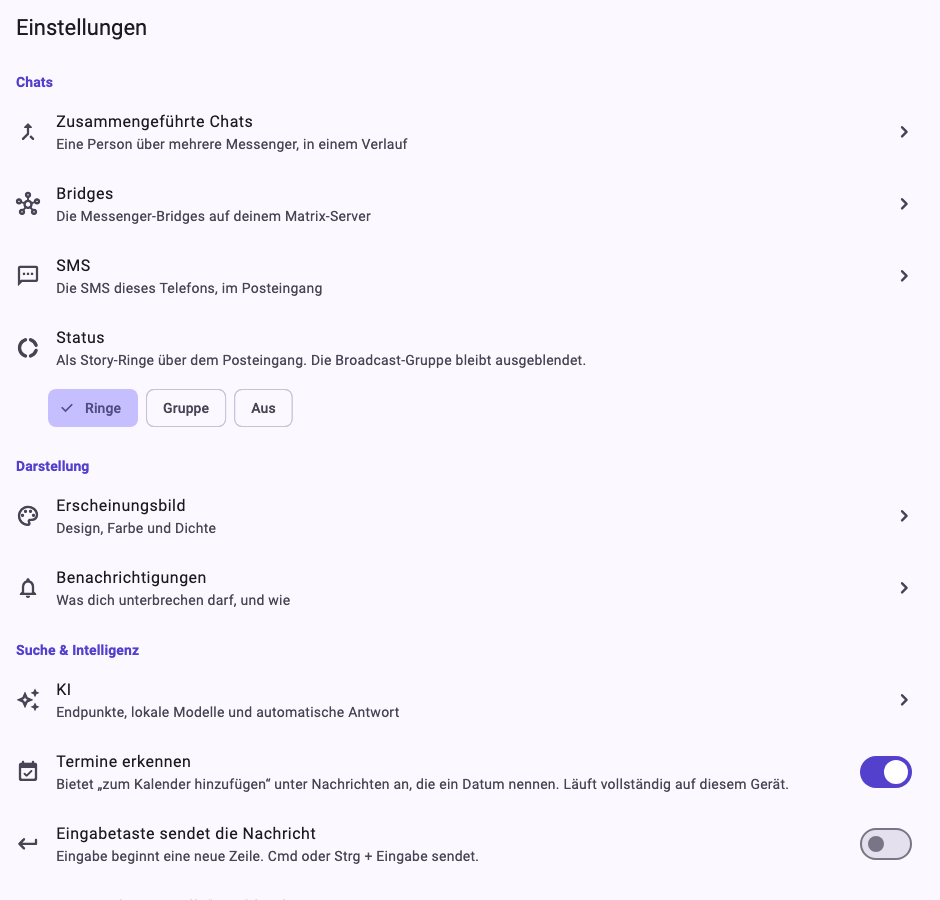 Einstellungen
Chats
Zusammengeführte Chats
Eine Person über mehrere Messenger, in einem Verlauf
Bridges
Die Messenger-Bridges auf deinem Matrix-Server
SMS
Die SMS dieses Telefons, im Posteingang
Status
Als Story-Ringe über dem Posteingang. Die Broadcast-Gruppe bleibt ausgeblendet.
Ringe
Gruppe
Aus
Darstellung
Erscheinungsbild
Design, Farbe und Dichte
Benachrichtigungen
Was dich unterbrechen darf, und wie
Suche & Intelligenz
KI
Endpunkte, lokale Modelle und automatische Antwort
Termine erkennen
Bietet „zum Kalender hinzufügen“ unter Nachrichten an, die ein Datum nennen. Läuft vollständig auf diesem Gerät.
Eingabetaste sendet die Nachricht
Eingabe beginnt eine neue Zeile. Cmd oder Strg + Eingabe sendet.